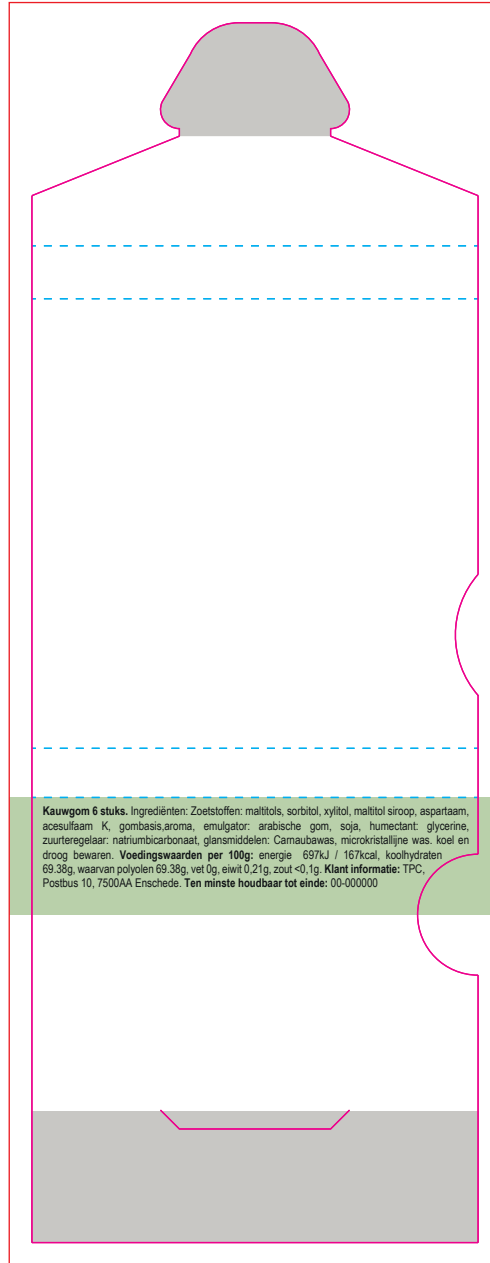 Kauwgom 6 stuks. Ingrediënten: Zoetstoffen: maltitols, sorbitol, xylitol, maltitol siroop, aspartaam,
acesulfaam K, gombasis,aroma, emulgator: arabische gom, soja, humectant: glycerine,
zuurteregelaar: natriumbicarbonaat, glansmiddelen: Carnaubawas, microkristallijne was. koel en
droog bewaren. Voedingswaarden per 100g: energie 697kJ / 167kcal, koolhydraten
69.38g, waarvan polyolen 69.38g, vet 0g, eiwit 0,21g, zout <0,1g. Klant informatie: TPC,
Postbus 10, 7500AA Enschede. Ten minste houdbaar tot einde: 00-000000